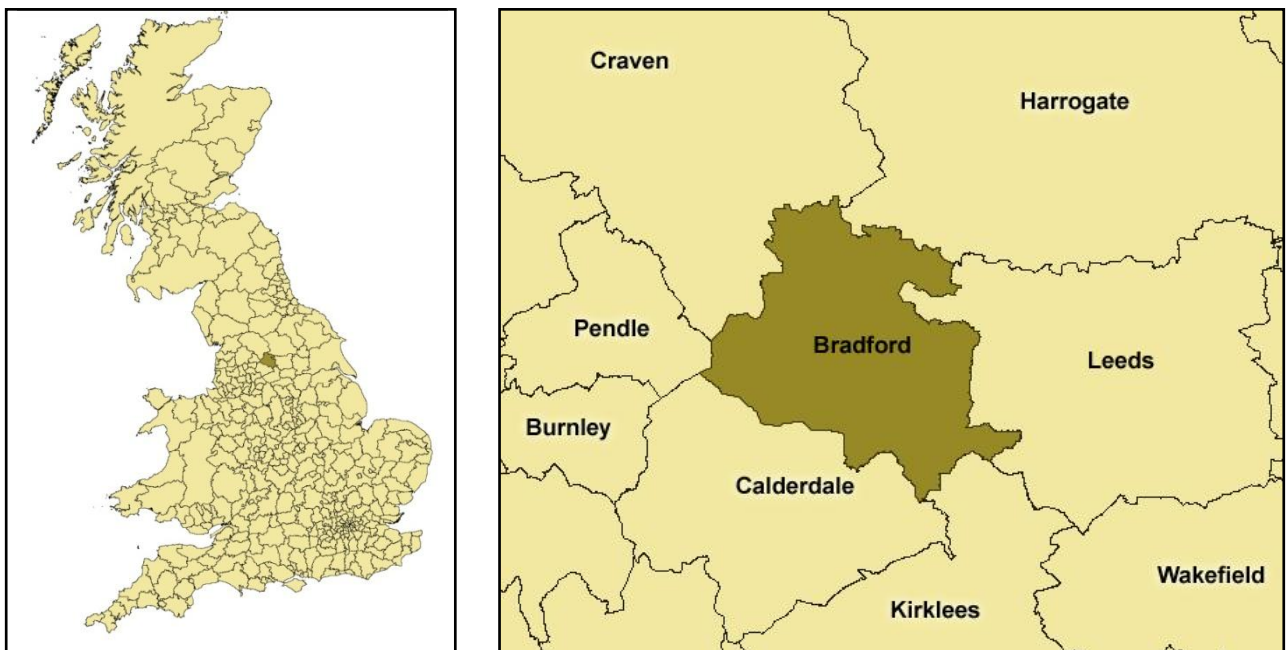 Craven
Harrogate
Pendle
Bradford
Leeds
Burnley
Calderdale
Wakefield
Kirklees